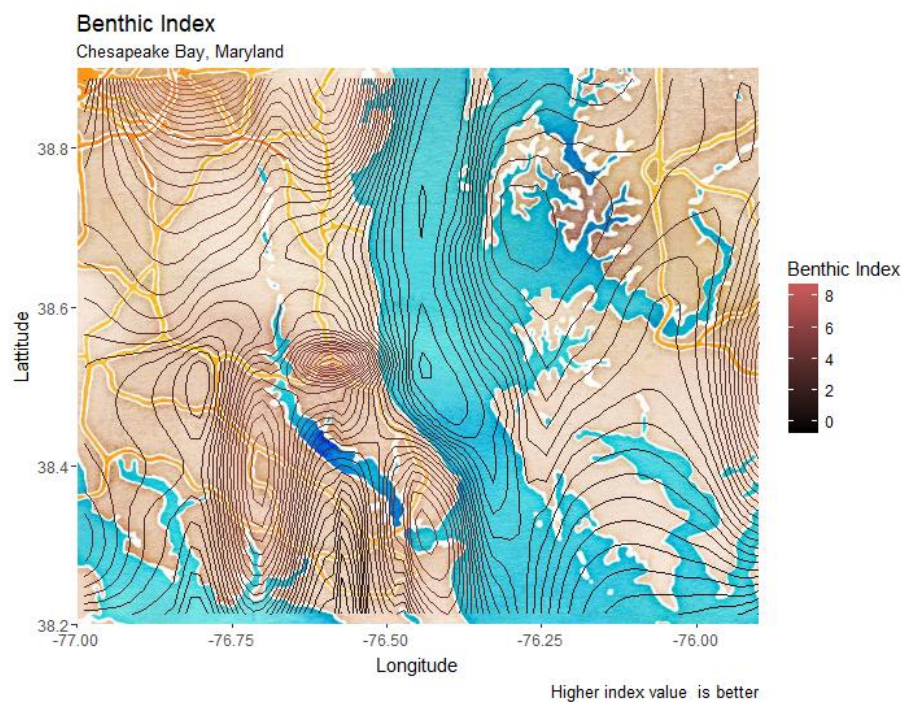 Benthic Index
Chesapeake Bay, Maryland
38.8
38.6
38.4
38.2
Lattitude
-77.00
-76.75
-76.50
-76.25
-76.00
Longitude
Benthic Index
8
6
4
2
0
Higher index value  is better